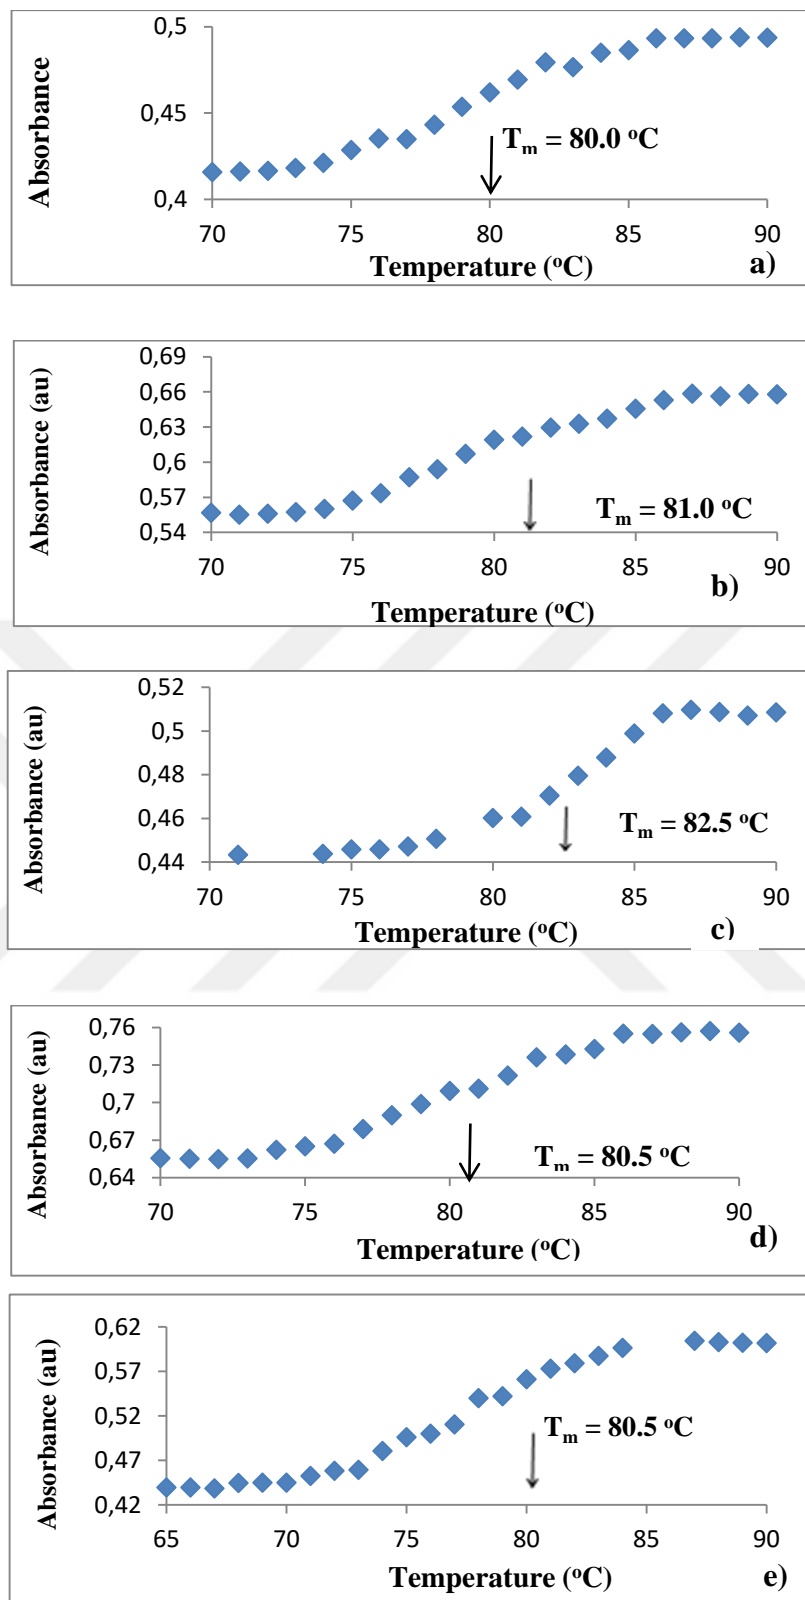 0,5
0,45
0,4
Absorbance
Tm = 80.0 ºC
70 75 80 85 90
Temperature (ºC)
a)
0,69
0,66
0,63
0,6
0,57
0,54
Absorbance (au)
Tm = 81.0 ºC
70 75 80 85 90
Temperature (ºC)
b)
0,52
0,5
0,48
0,46
0,44
Absorbance (au)
Tm = 82.5 ºC
70 75 80 85 90
Temperature (ºC)
c)
0,76
0,73
0,7
0,67
0,64
Absorbance (au)
Tm = 80.5 ºC
70 75 80 85 90
Temperature (ºC)
d)
0,62
0,57
0,52
0,47
0,42
Absorbance (au)
Tm = 80.5 ºC
65 70 75 80 85 90
Temperature (ºC)
e)